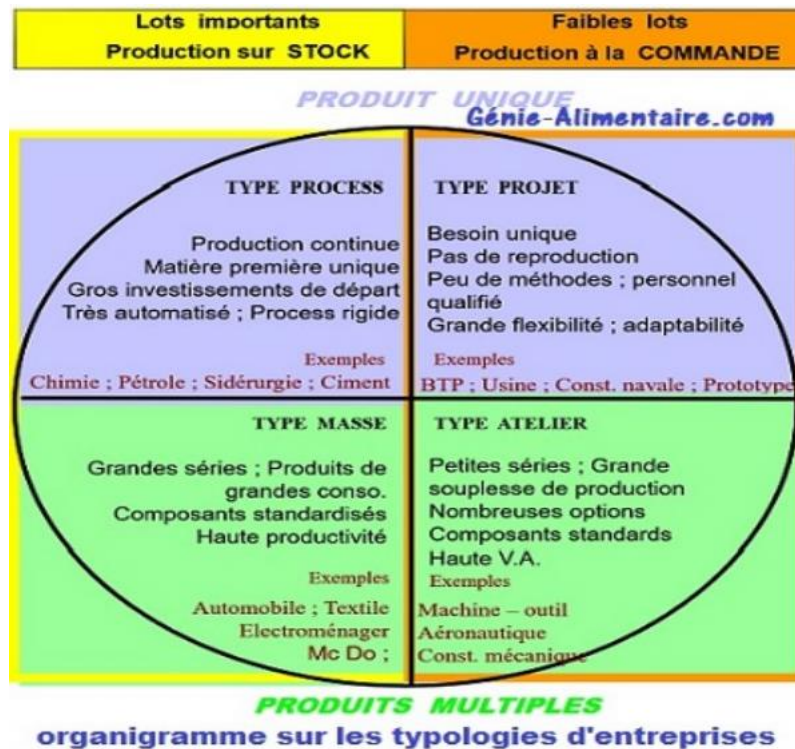 Lots importants
Production sur STOCK
Faibles lots
Production à la COMMANDE
PRODUIT UNIQUE
Génie-Alimentaire.com
TYPE PROCESS
Production continue
Matière première unique
Gros investissements de départ
Très automatisé ; Process rigide
Exemples
Chimie ; Pétrole ; Sidérurgie ; Ciment
TYPE PROJET
Besoin unique
Pas de reproduction
Peu de méthodes ; personnel
qualifié
Grande flexibilité ; adaptabilité
Exemples
BTP ; Usine ; Const. navale ; Prototype
TYPE MASSE
Grandes séries ; Produits de
grandes conso.
Composants standardisés
Haute productivité
Exemples
Automobile ; Textile
Electroménager
Mc Do ;
TYPE ATELIER
Petites séries ; Grande
souplesse de production
Nombreuses options
Composants standards
Haute V.A.
Exemples
Machine – outil
Aéronautique
Const. mécanique
PRODUITS MULTIPLES
organigramme sur les typologies d'entreprises